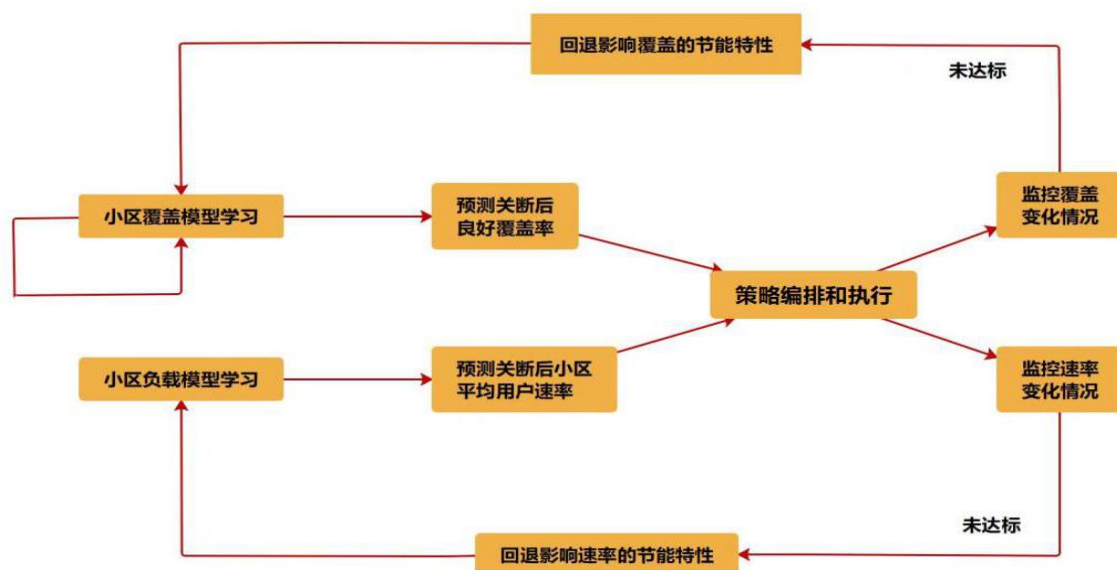 回退影响覆盖的节能特性
未达标
小区覆盖模型学习
预测关断后
良好覆盖率
监控覆盖
变化情况
策略编排和执行
小区负载模型学习
预测关断后小区
平均用户速率
监控速率
变化情况
未达标
回退影响速率的节能特性